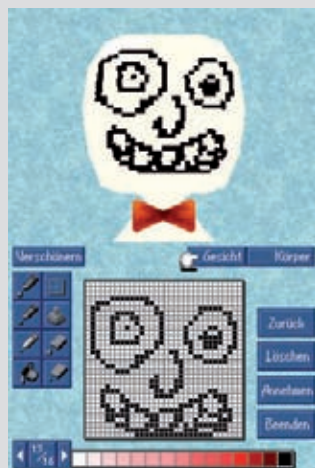 Verschönern
Gesicht
Körper
Zurück
Löschen
Annehmen
Beenden